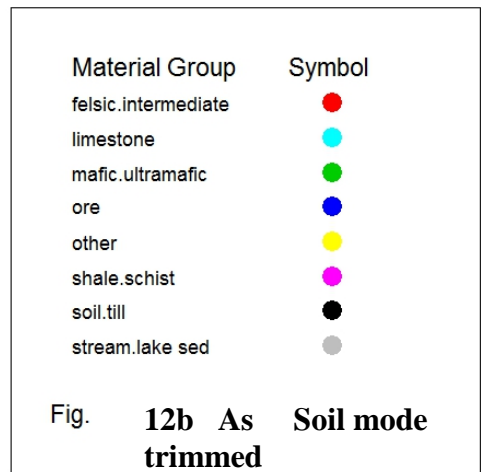 Material Group Symbol
felsic.intermediate
limestone
mafic.ultramafic
ore
other
shale.schist
soil.till
stream.lake sed
Fig. 12b As Soil mode
trimmed